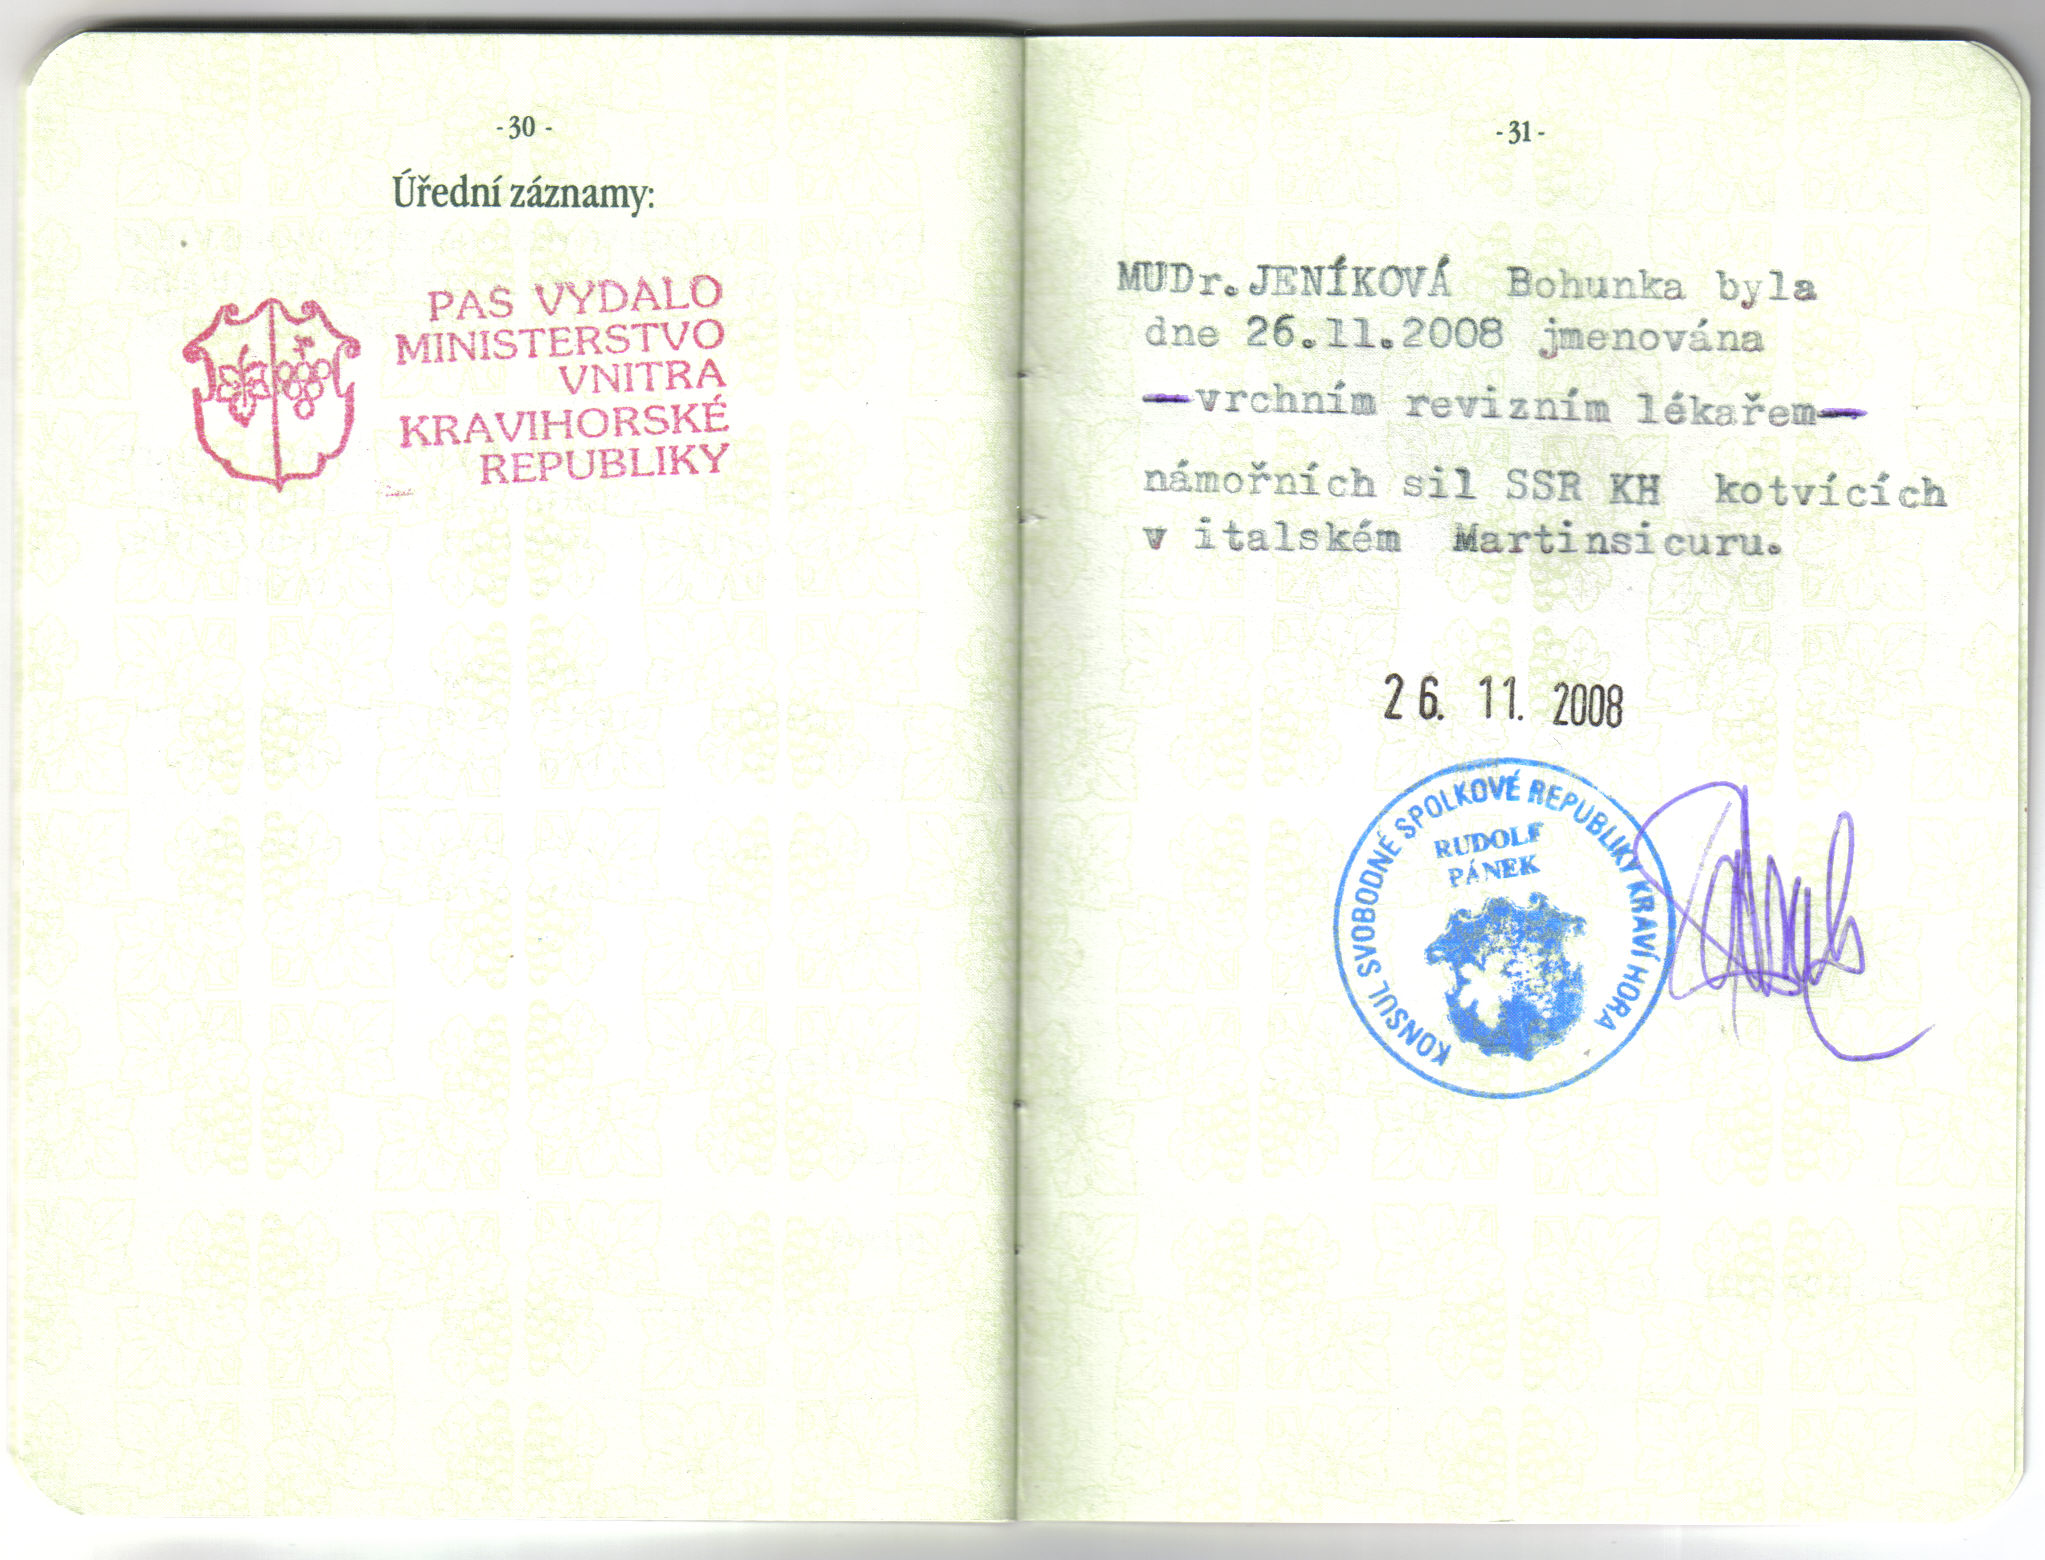 - 30 -
Úřední záznamy:
PAS VYDALO
MINISTERSTVO
VNITRA
KRAVIHORSKÉ
REPUBLIKY
- 31 -
MUDr.JENÍKOVÁ Bohunka byla
dne 26.11.2008 jmenována
—vrchním revizním lékařem—
námořních sil SSR KH kotvících
v italském Martinsicuru.
26. 11. 2008
KONSUL SVOBODNÉ SPOLKOVÉ REPUBLIKY KRAVÍ HORA
RUDOLF
PÁNEK